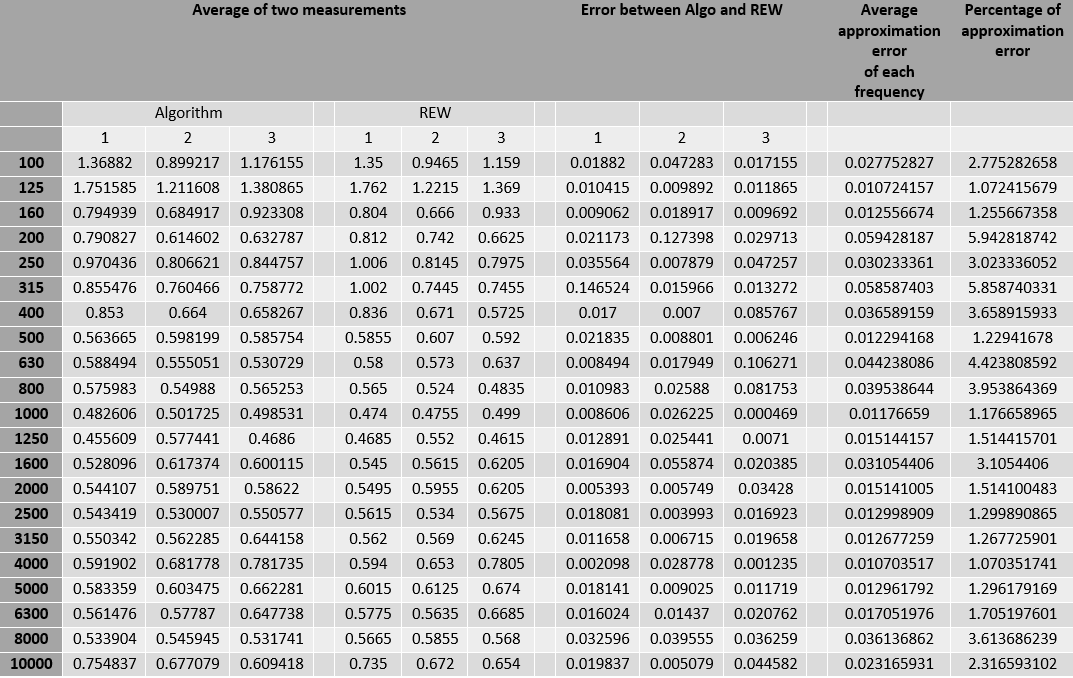 Average of two measurements Error between Algo and REW Average Percentage of
approximation approximation
error error
of each
frequency
Algorithm REW
1 2 3 1 2 3 1 2 3
100 1.36882 0.899217 1.176155 1.35 0.9465 1.159 0.01882 0.047283 0.017155 0.027752827 2.775282658
125 1.751585 1.211608 1.380865 1.762 1.2215 1.369 0.010415 0.009892 0.011865 0.010724157 1.072415679
160 0.794939 0.684917 0.923308 0.804 0.666 0.933 0.009062 0.018917 0.009692 0.012556674 1.255667358
200 0.790827 0.614602 0.632787 0.812 0.742 0.6625 0.021173 0.127398 0.029713 0.059428187 5.942818742
250 0.970436 0.806621 0.844757 1.006 0.8145 0.7975 0.035564 0.007879 0.047257 0.030233361 3.023336052
315 0.855476 0.760466 0.758772 1.002 0.7445 0.7455 0.146524 0.015966 0.013272 0.058587403 5.858740331
400 0.853 0.664 0.658267 0.836 0.671 0.5725 0.017 0.007 0.085767 0.036589159 3.658915933
500 0.563665 0.598199 0.585754 0.5855 0.607 0.592 0.021835 0.008801 0.006246 0.012294168 1.22941678
630 0.588494 0.555051 0.530729 0.58 0.573 0.637 0.008494 0.017949 0.106271 0.044238086 4.423808592
800 0.575983 0.54988 0.565253 0.565 0.524 0.4835 0.010983 0.02588 0.081753 0.039538644 3.953864369
1000 0.482606 0.501725 0.498531 0.474 0.4755 0.499 0.008606 0.026225 0.000469 0.01176659 1.176658965
1250 0.455609 0.577441 0.4686 0.4685 0.552 0.4615 0.012891 0.025441 0.0071 0.015144157 1.514415701
1600 0.528096 0.617374 0.600115 0.545 0.5615 0.6205 0.016904 0.055874 0.020385 0.031054406 3.1054406
2000 0.544107 0.589751 0.58622 0.5495 0.5955 0.6205 0.005393 0.005749 0.03428 0.015141005 1.514100483
2500 0.543419 0.530007 0.550577 0.5615 0.534 0.5675 0.018081 0.003993 0.016923 0.012998909 1.299890865
3150 0.550342 0.562285 0.644158 0.562 0.569 0.6245 0.011658 0.006715 0.019658 0.012677259 1.267725901
4000 0.591902 0.681778 0.781735 0.594 0.653 0.7805 0.002098 0.028778 0.001235 0.010703517 1.070351741
5000 0.583359 0.603475 0.662281 0.6015 0.6125 0.674 0.018141 0.009025 0.011719 0.012961792 1.296179169
6300 0.561476 0.57787 0.647738 0.5775 0.5635 0.6685 0.016024 0.01437 0.020762 0.017051976 1.705197601
8000 0.533904 0.545945 0.531741 0.5665 0.5855 0.568 0.032596 0.039555 0.036259 0.036136862 3.613686239
10000 0.754837 0.677079 0.609418 0.735 0.672 0.654 0.019837 0.005079 0.044582 0.023165931 2.316593102